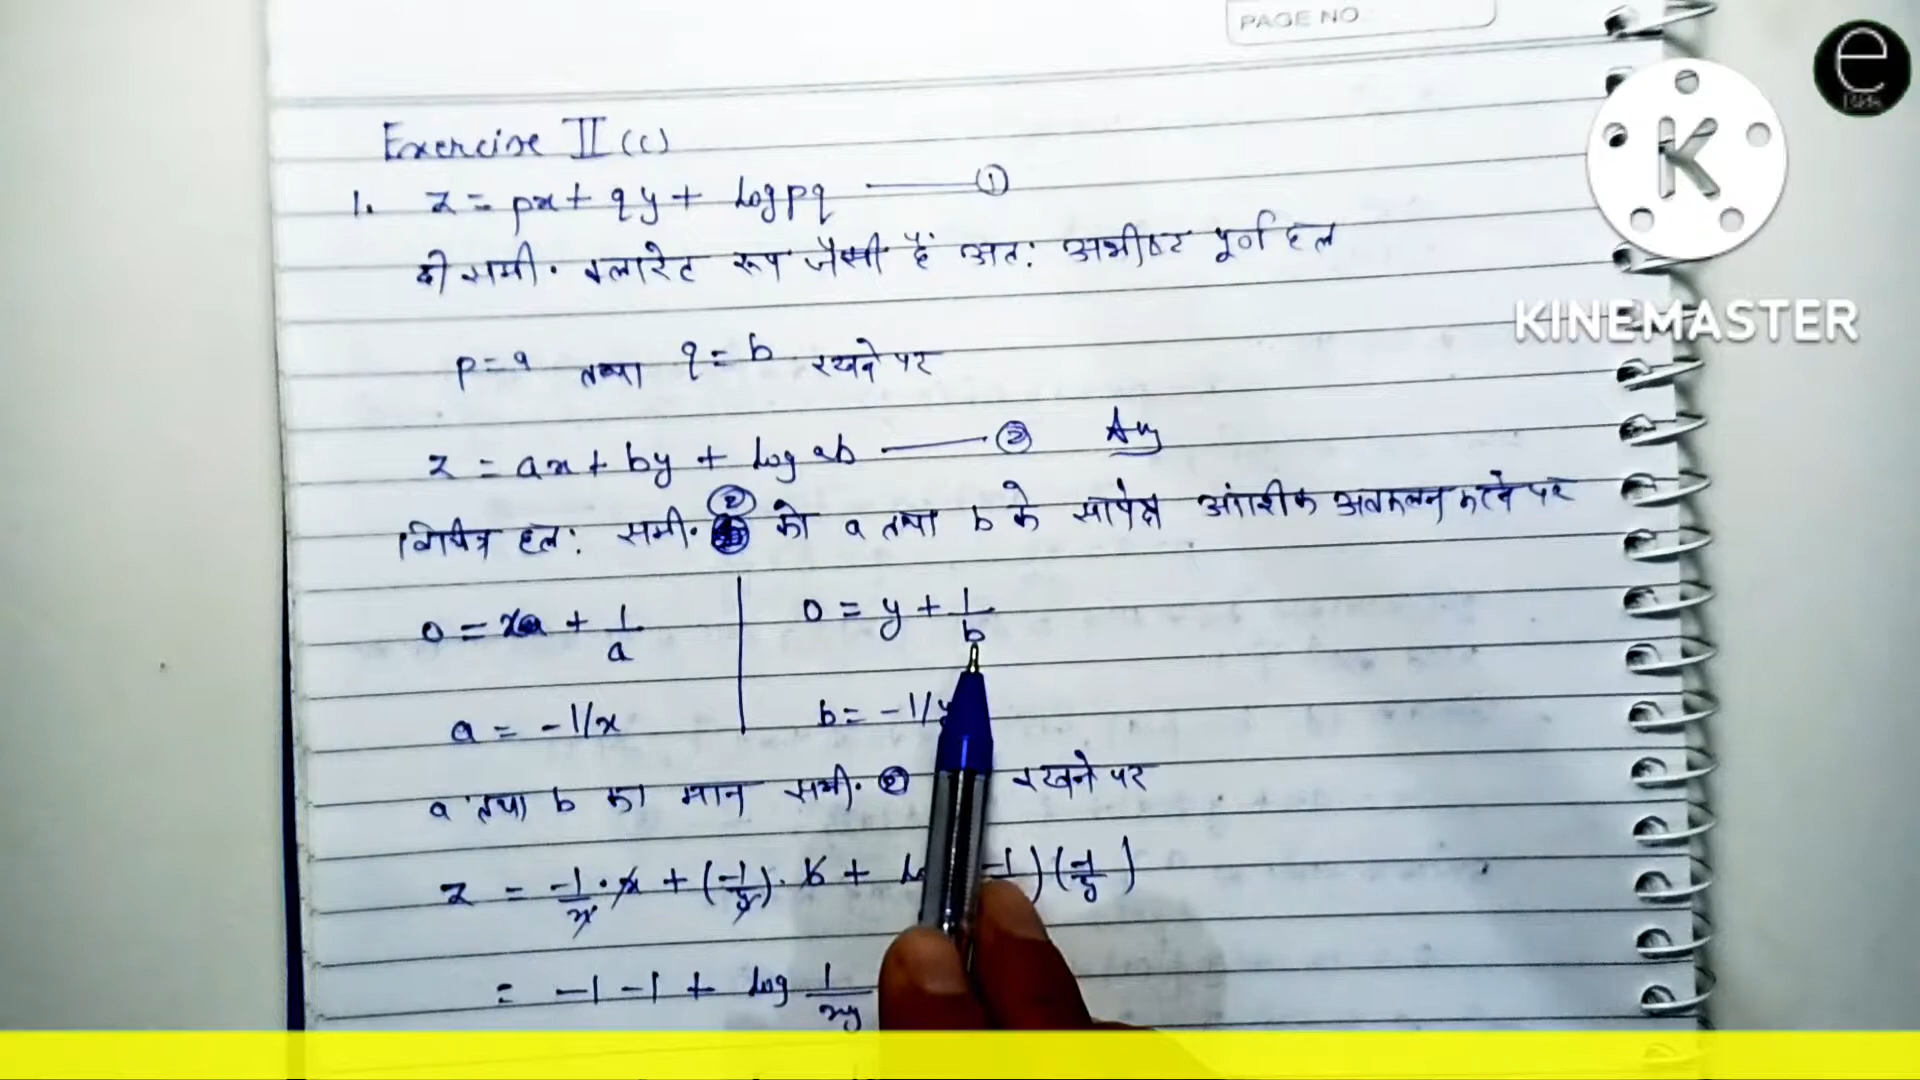 PAGE NO.
e
K
KINEMASTER
Exercise II (c)
1. z = px + qy + log pq ——— ①
दी समी. क्लारेट रूप जैसी है अत: अभीष्ट पूर्ण हल
p = a तथा q = b रखने पर
z = ax + by + log ab ——— ② Ans
विचित्र हल: समी. ② को a तथा b के सापेक्ष आंशिक अवकलन करने पर
0 = x + 1/a | 0 = y + 1/b
a = -1/x | b = -1/y
a तथा b का मान समी. ② रखने पर
z = -1/x · x + (-1/y) · y + -1 ) (-1/y)
= -1 -1 + log 1/xy